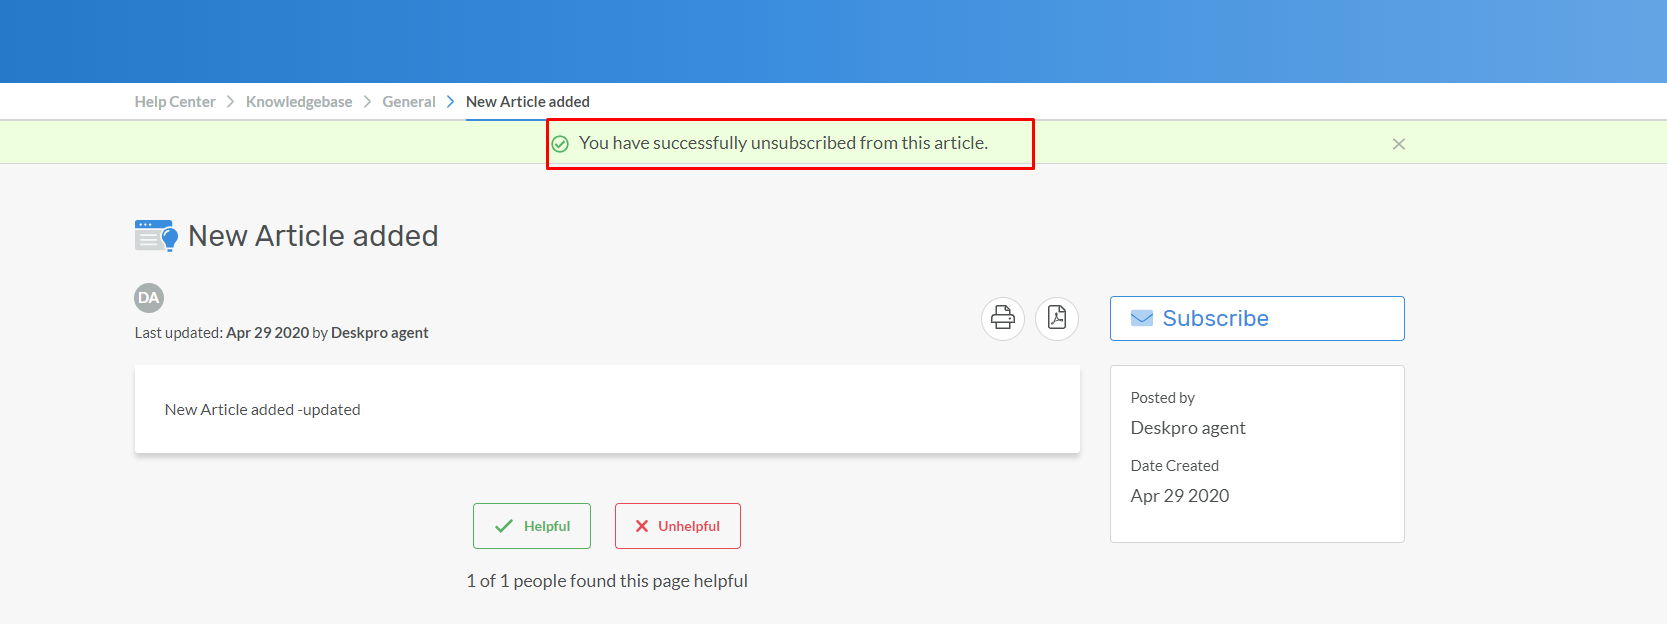 Help Center > Knowledgebase > General > New Article added
You have successfully unsubscribed from this article.
New Article added
DA
Last updated: Apr 29 2020 by Deskpro agent
Subscribe
New Article added -updated
Posted by
Deskpro agent
Date Created
Apr 29 2020
Helpful
Unhelpful
1 of 1 people found this page helpful